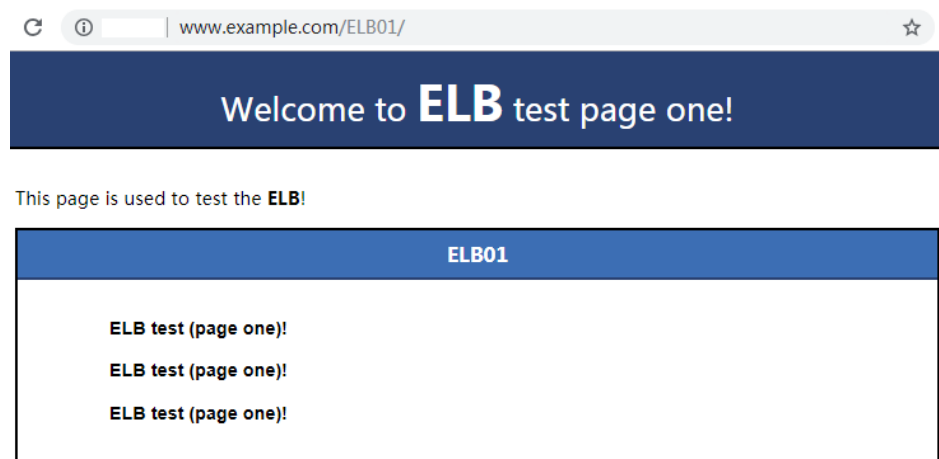 www.example.com/ELB01/
Welcome to ELB test page one!
This page is used to test the ELB!
ELB01
ELB test (page one)!
ELB test (page one)!
ELB test (page one)!